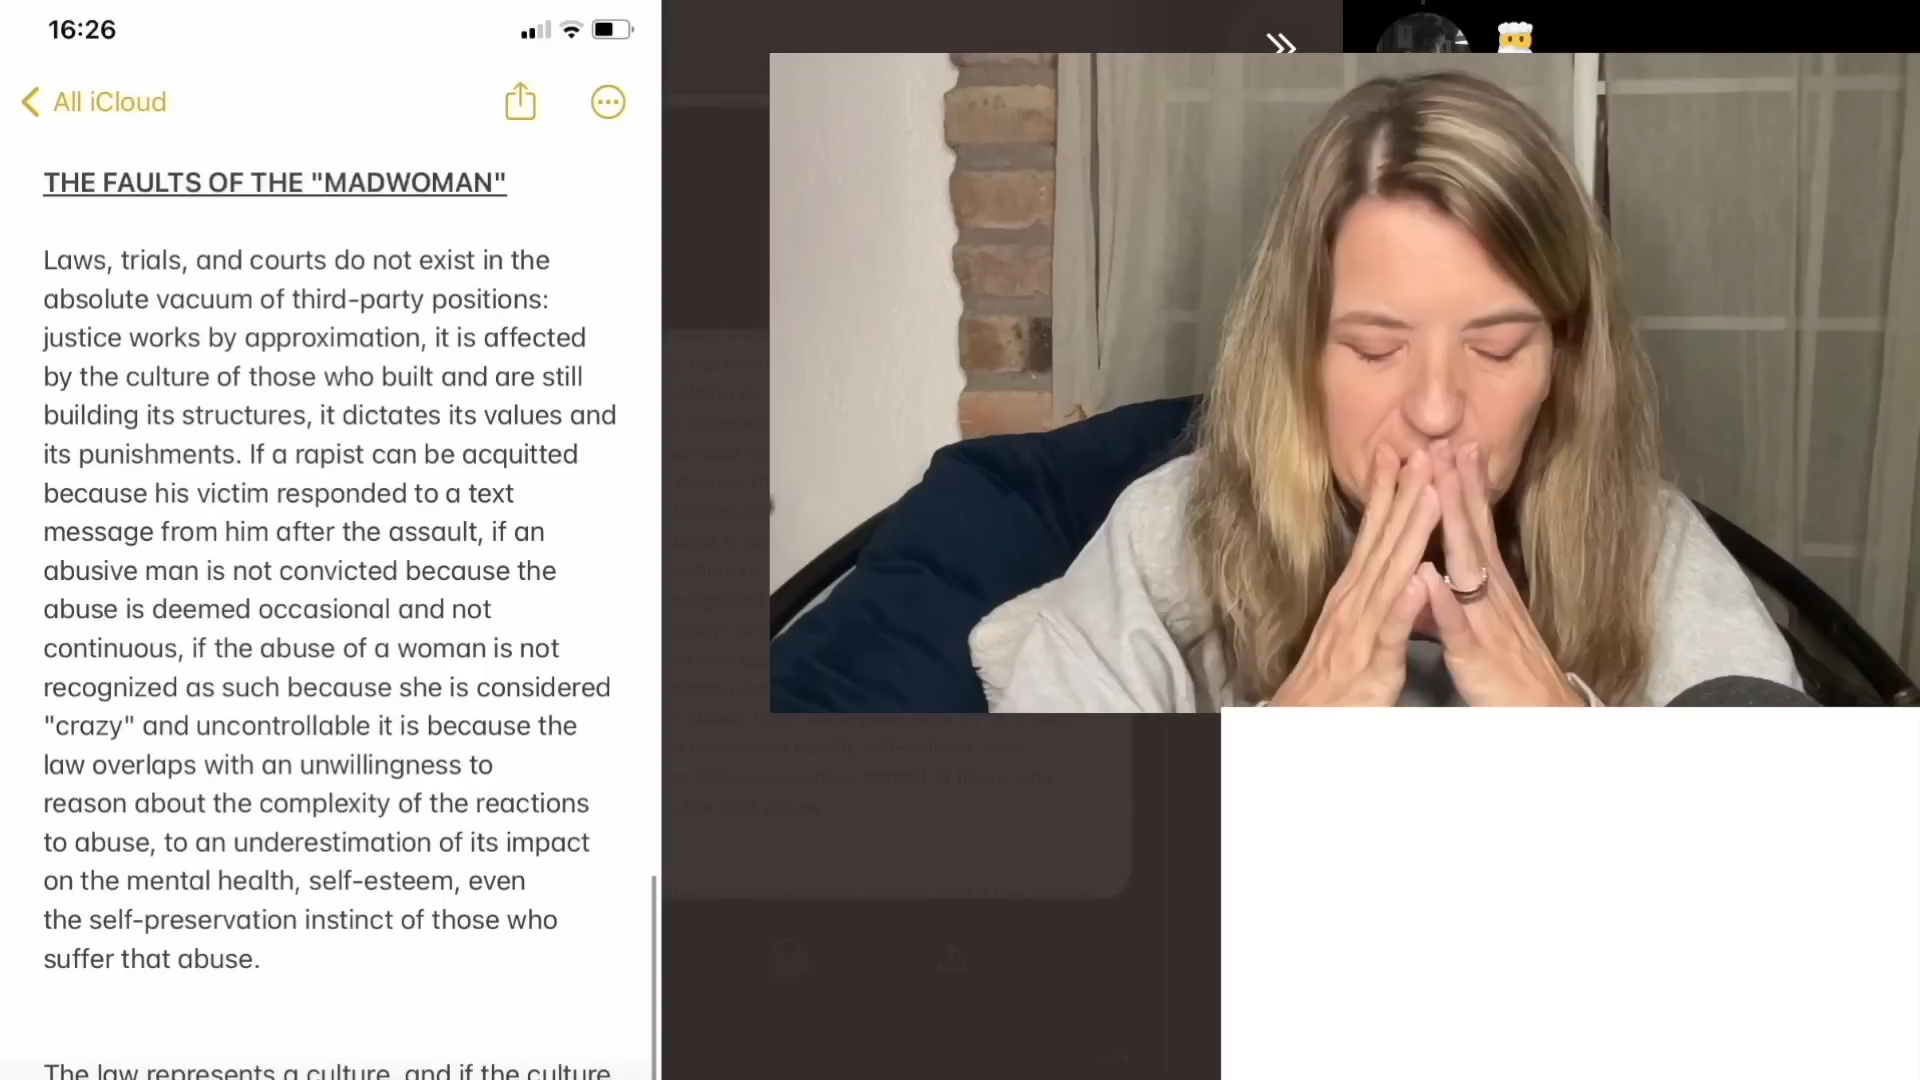 16:26
All iCloud
THE FAULTS OF THE "MADWOMAN"
Laws, trials, and courts do not exist in the
absolute vacuum of third-party positions:
justice works by approximation, it is affected
by the culture of those who built and are still
building its structures, it dictates its values and
its punishments. If a rapist can be acquitted
because his victim responded to a text
message from him after the assault, if an
abusive man is not convicted because the
abuse is deemed occasional and not
continuous, if the abuse of a woman is not
recognized as such because she is considered
"crazy" and uncontrollable it is because the
law overlaps with an unwillingness to
reason about the complexity of the reactions
to abuse, to an underestimation of its impact
on the mental health, self-esteem, even
the self-preservation instinct of those who
suffer that abuse.
The law represents a culture, and if the culture